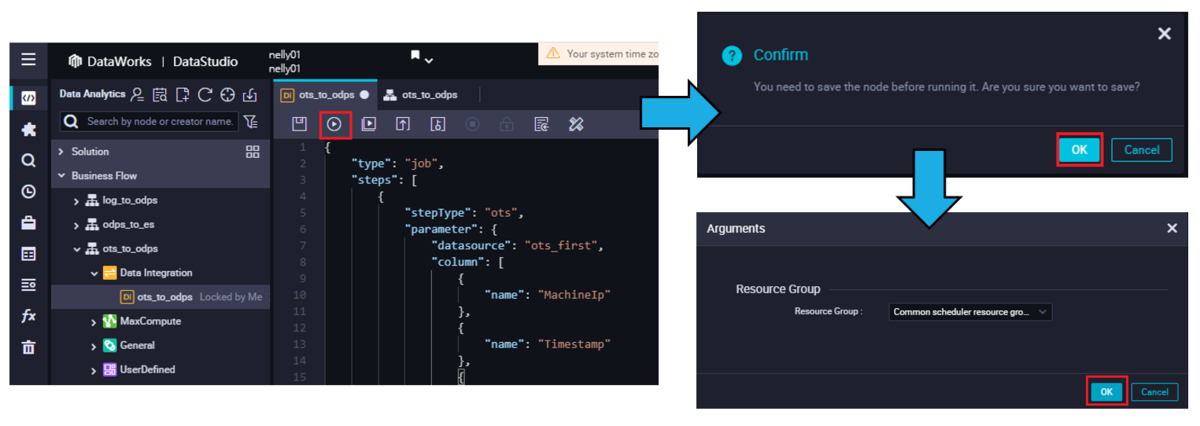 DataWorks | DataStudio
nelly01
nelly01
Your system time zo
Data Analytics
DI ots_to_odps
ots_to_odps
Search by node or creator name.
Solution
Business Flow
log_to_odps
odps_to_es
ots_to_odps
Data Integration
DI ots_to_odps Locked by Me
MaxCompute
General
UserDefined
fx
1 {
2 "type": "job",
3 "steps": [
4 {
5 "stepType": "ots",
6 "parameter": {
7 "datasource": "ots_first",
8 "column": [
9 {
10 "name": "MachineIp"
11 },
12 {
13 "name": "Timestamp"
14 },
15 {
Confirm
You need to save the node before running it. Are you sure you want to save?
OK Cancel
Arguments
Resource Group
Resource Group : Common scheduler resource gro...
OK Cancel